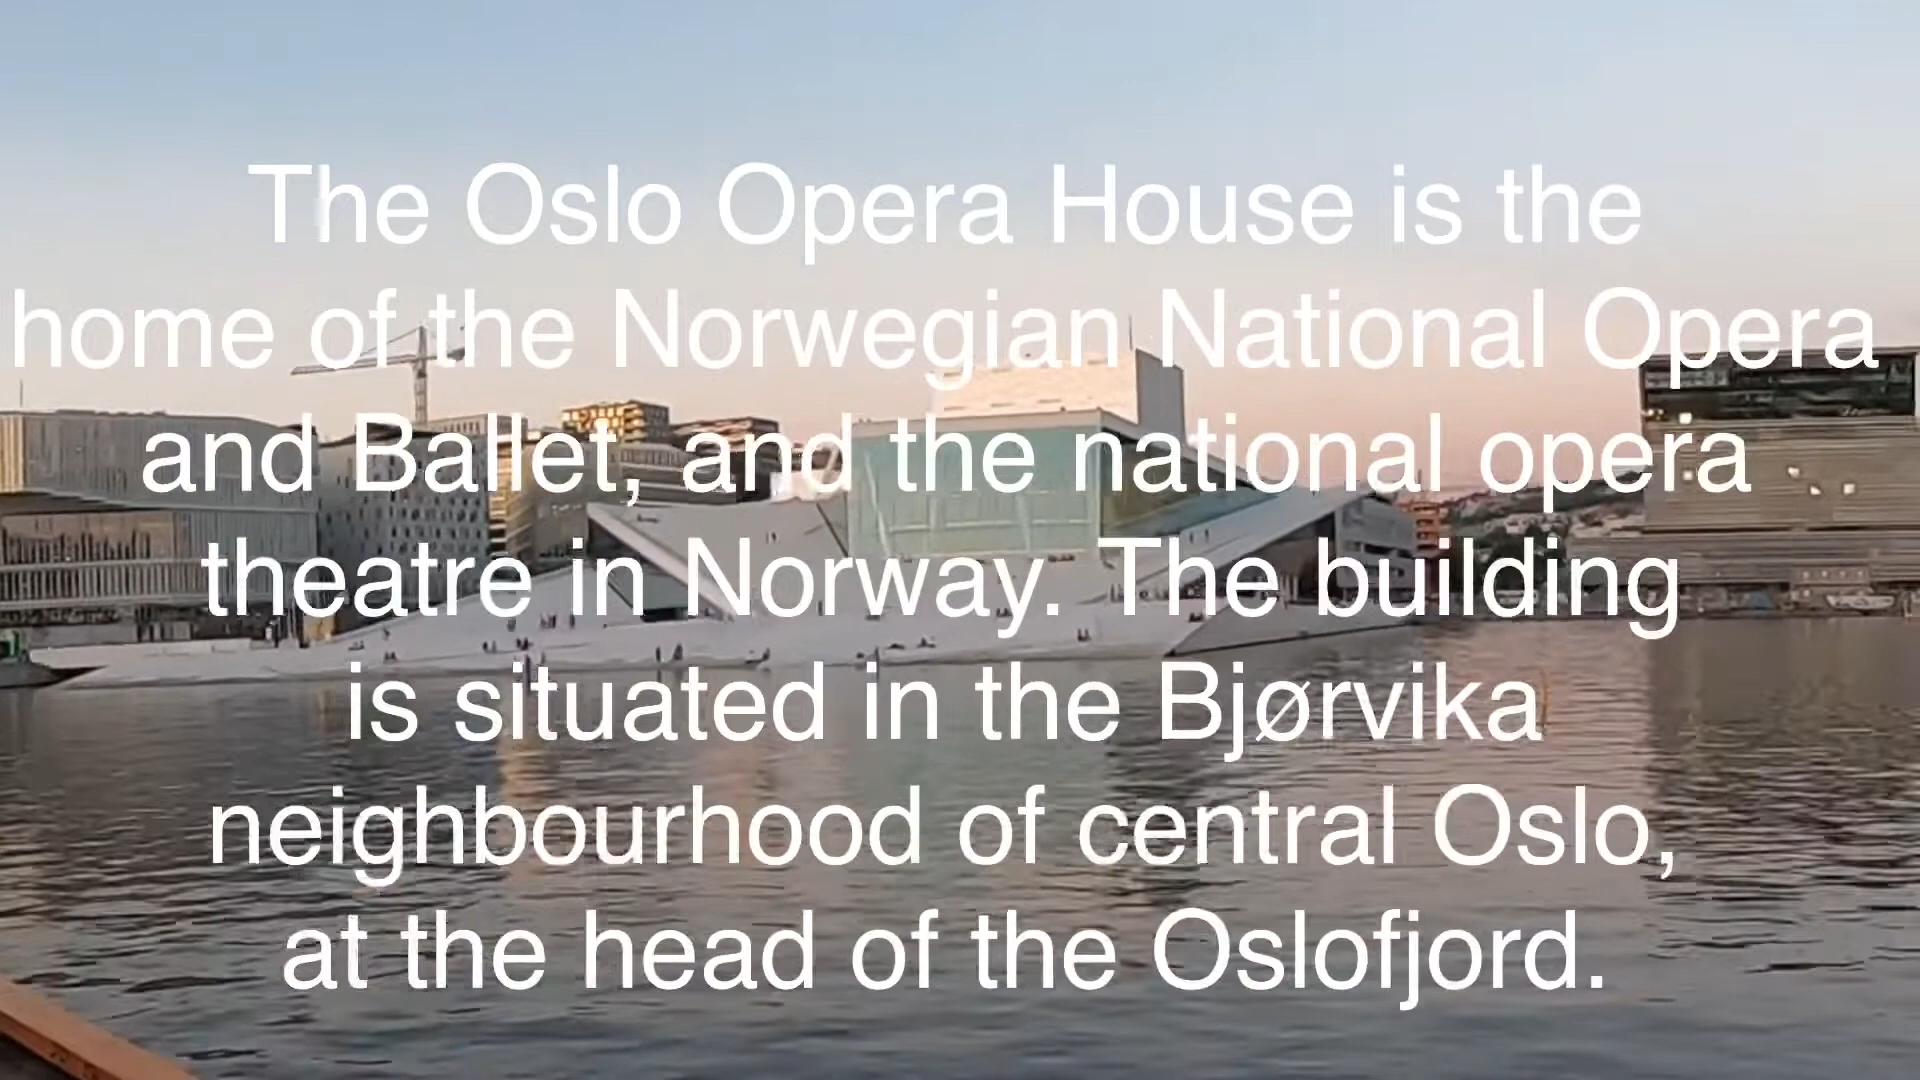 The Oslo Opera House is the
home of the Norwegian National Opera
and Ballet, and the national opera
theatre in Norway. The building
is situated in the Bjørvika
neighbourhood of central Oslo,
at the head of the Oslofjord.